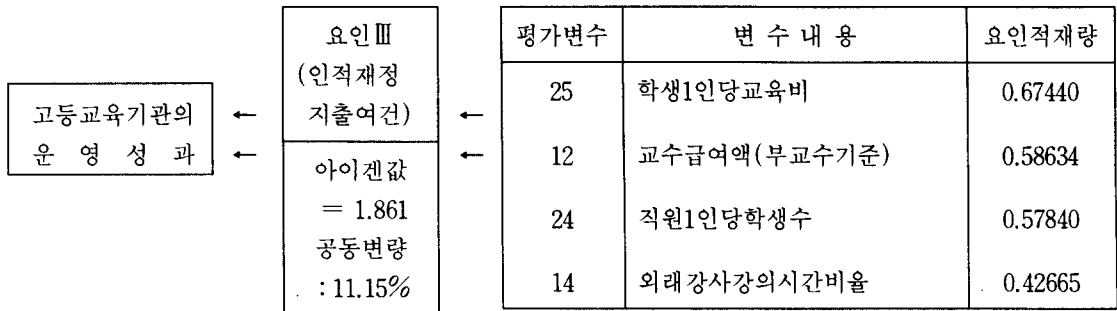 고등교육기관의
운 영 성 과
←
←
요인Ⅲ
(인적재정
지출여건)
아이겐값
= 1.861
공동변량
: 11.15%
←
←
평가변수 변 수 내 용 요인적재량
25 학생1인당교육비 0.67440
12 교수급여액(부교수기준) 0.58634
24 직원1인당학생수 0.57840
14 외래강사강의시간비율 0.42665